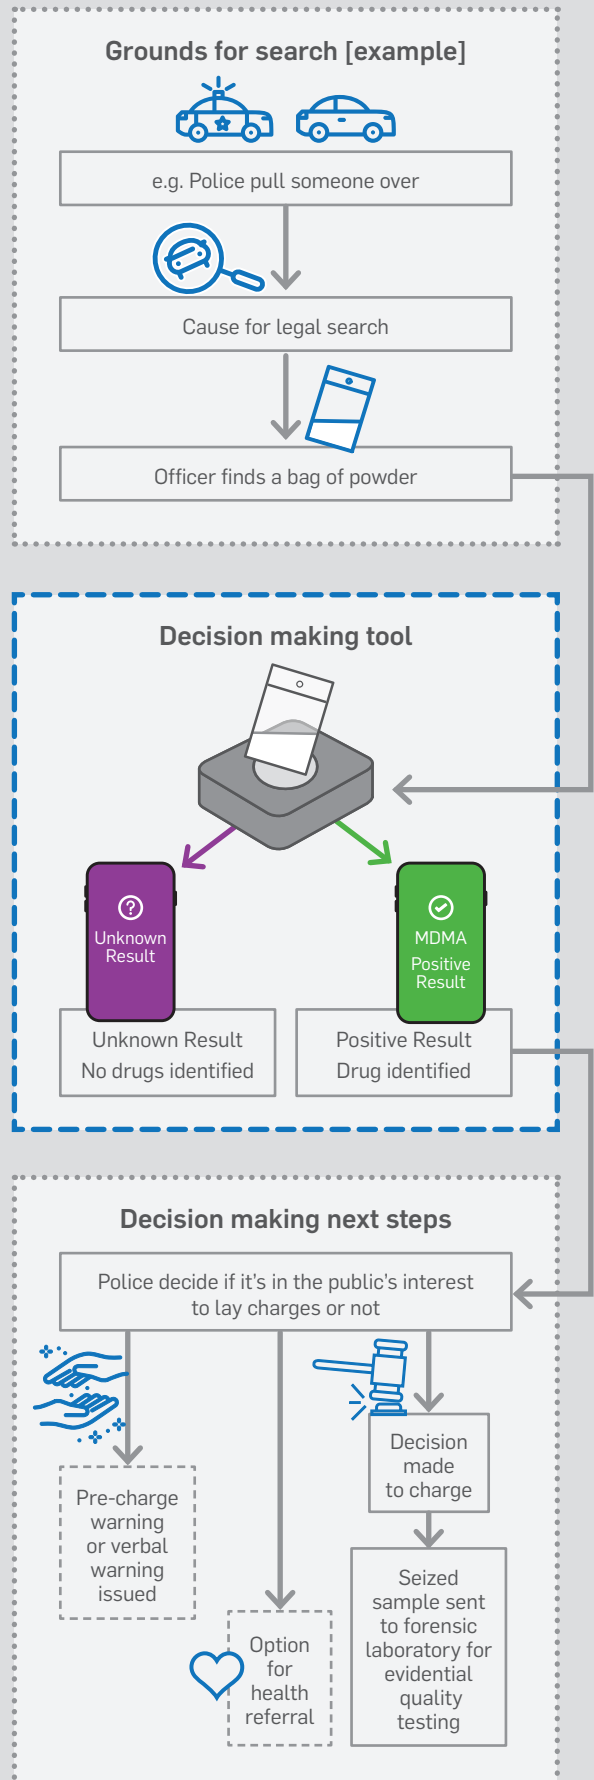 Grounds for search [example]
e.g. Police pull someone over
Cause for legal search
Officer finds a bag of powder
Decision making tool
?
Unknown
Result
MDMA
Positive
Result
Unknown Result
No drugs identified
Positive Result
Drug identified
Decision making next steps
Police decide if it's in the public's interest
to lay charges or not
Pre-charge
warning
or verbal
warning
issued
Option
for
health
referral
Decision
made
to charge
Seized
sample sent
to forensic
laboratory for
evidential
quality
testing